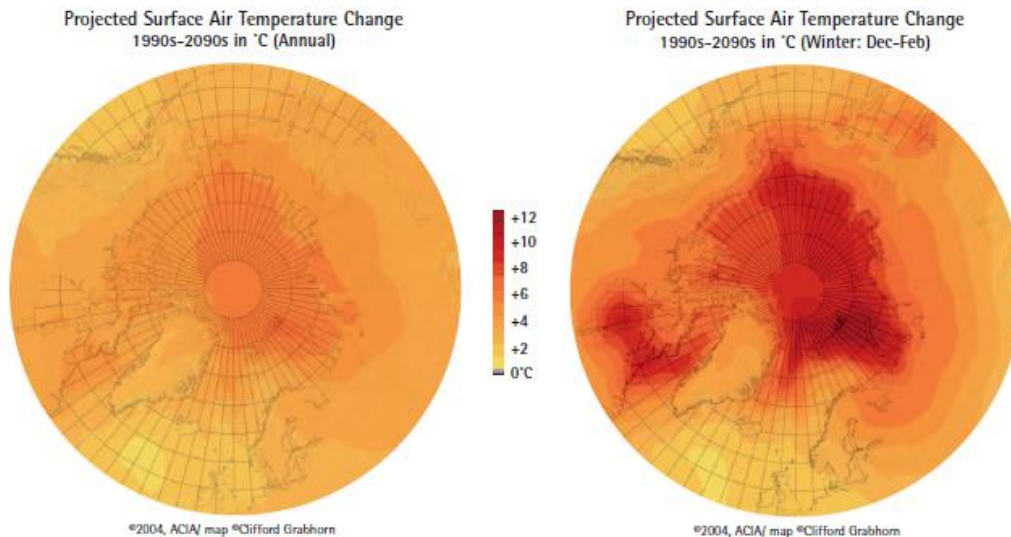 Projected Surface Air Temperature Change
1990s-2090s in °C (Annual)
Projected Surface Air Temperature Change
1990s-2090s in °C (Winter: Dec-Feb)
+12
+10
+8
+6
+4
+2
0°C
©2004, ACIA/ map ©Clifford Grabhorn
©2004, ACIA/ map ©Clifford Grabhorn